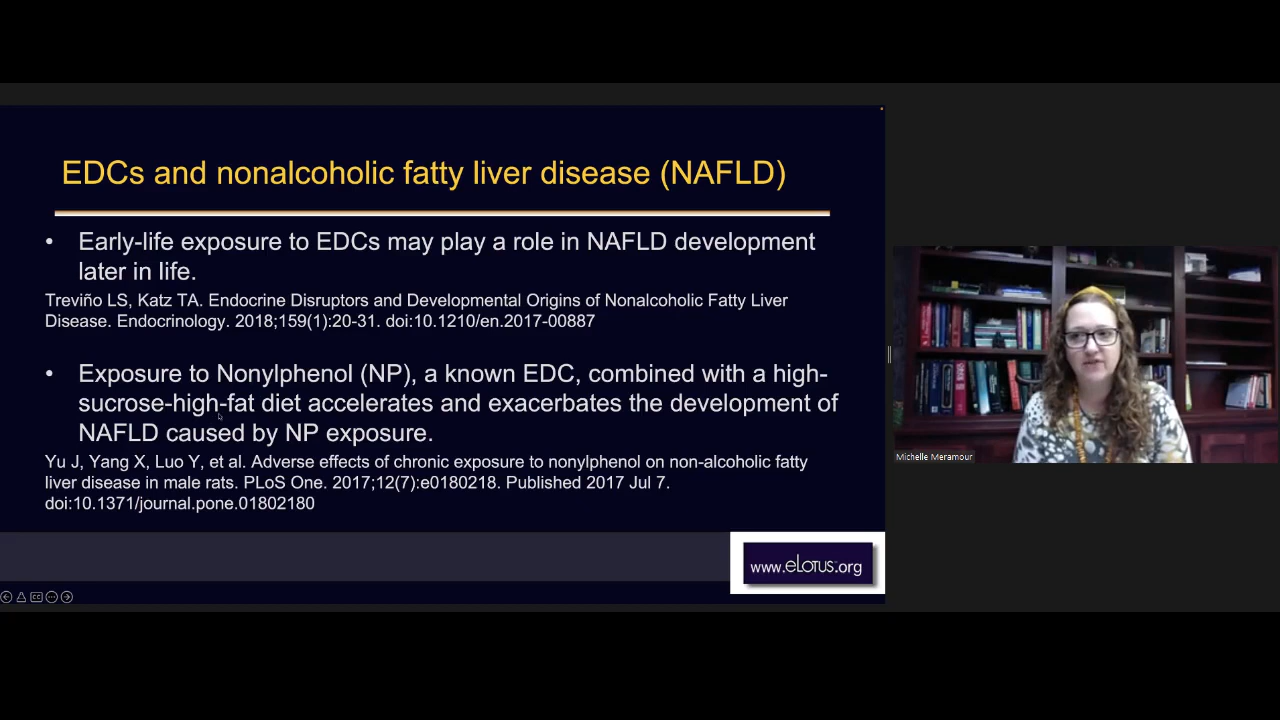 EDCs and nonalcoholic fatty liver disease (NAFLD)
• Early-life exposure to EDCs may play a role in NAFLD development
later in life.
Treviño LS, Katz TA. Endocrine Disruptors and Developmental Origins of Nonalcoholic Fatty Liver
Disease. Endocrinology. 2018;159(1):20-31. doi:10.1210/en.2017-00887
• Exposure to Nonylphenol (NP), a known EDC, combined with a high-
sucrose-high-fat diet accelerates and exacerbates the development of
NAFLD caused by NP exposure.
Yu J, Yang X, Luo Y, et al. Adverse effects of chronic exposure to nonylphenol on non-alcoholic fatty
liver disease in male rats. PLoS One. 2017;12(7):e0180218. Published 2017 Jul 7.
doi:10.1371/journal.pone.01802180
www.eLotus.org
Michelle Meramour